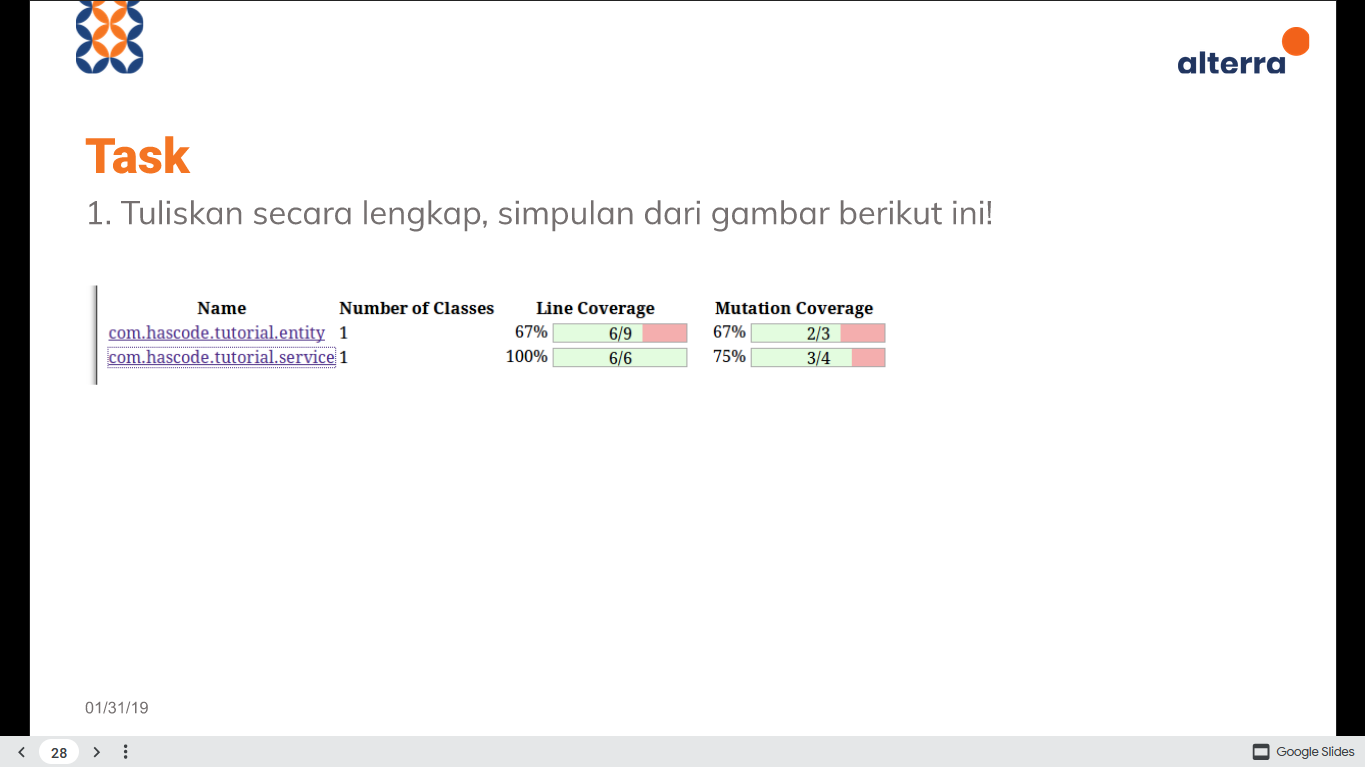 alterra
Task
1. Tuliskan secara lengkap, simpulan dari gambar berikut ini!
Name Number of Classes Line Coverage Mutation Coverage
com.hascode.tutorial.entity 1 67% 6/9 67% 2/3
com.hascode.tutorial.service 1 100% 6/6 75% 3/4
01/31/19
28 Google Slides